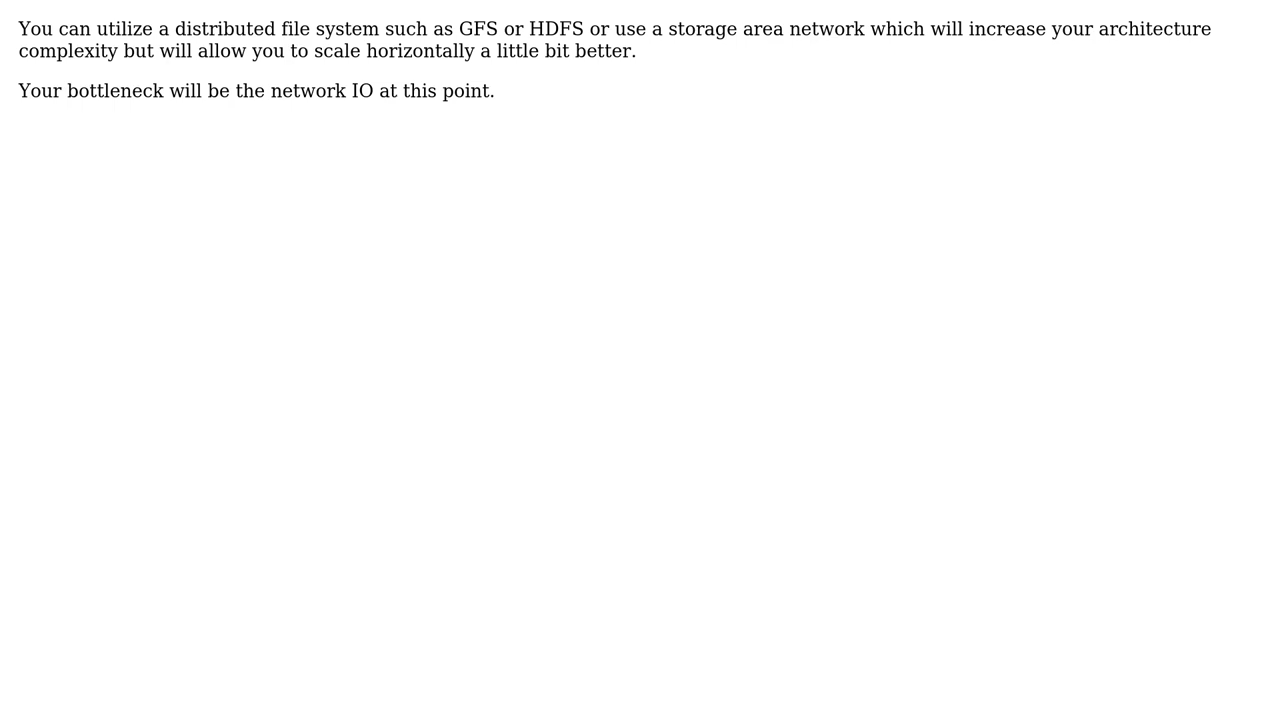 You can utilize a distributed file system such as GFS or HDFS or use a storage area network which will increase your architecture
complexity but will allow you to scale horizontally a little bit better.
Your bottleneck will be the network IO at this point.